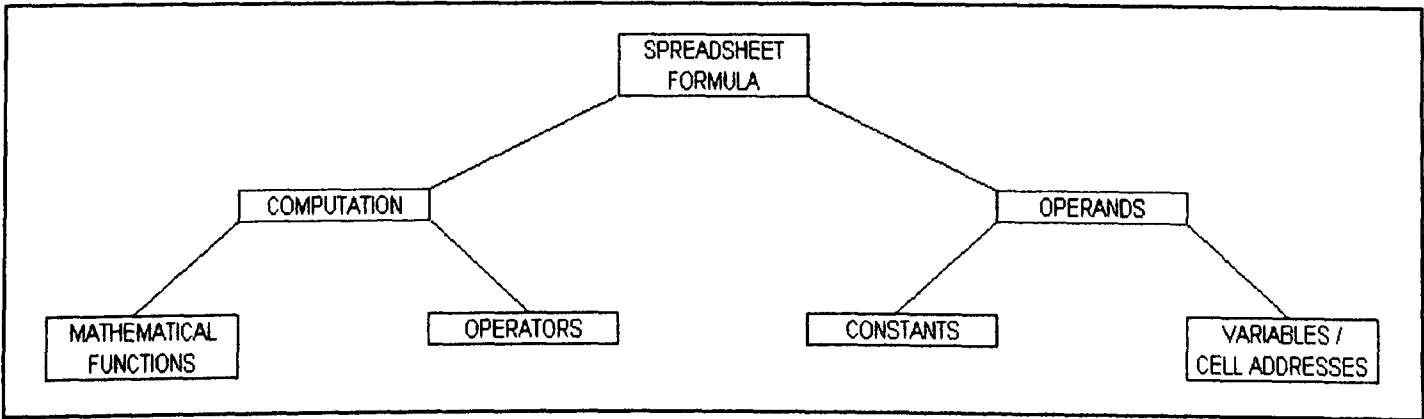 SPREADSHEET
FORMULA
COMPUTATION
OPERANDS
MATHEMATICAL
FUNCTIONS
OPERATORS
CONSTANTS
VARIABLES /
CELL ADDRESSES